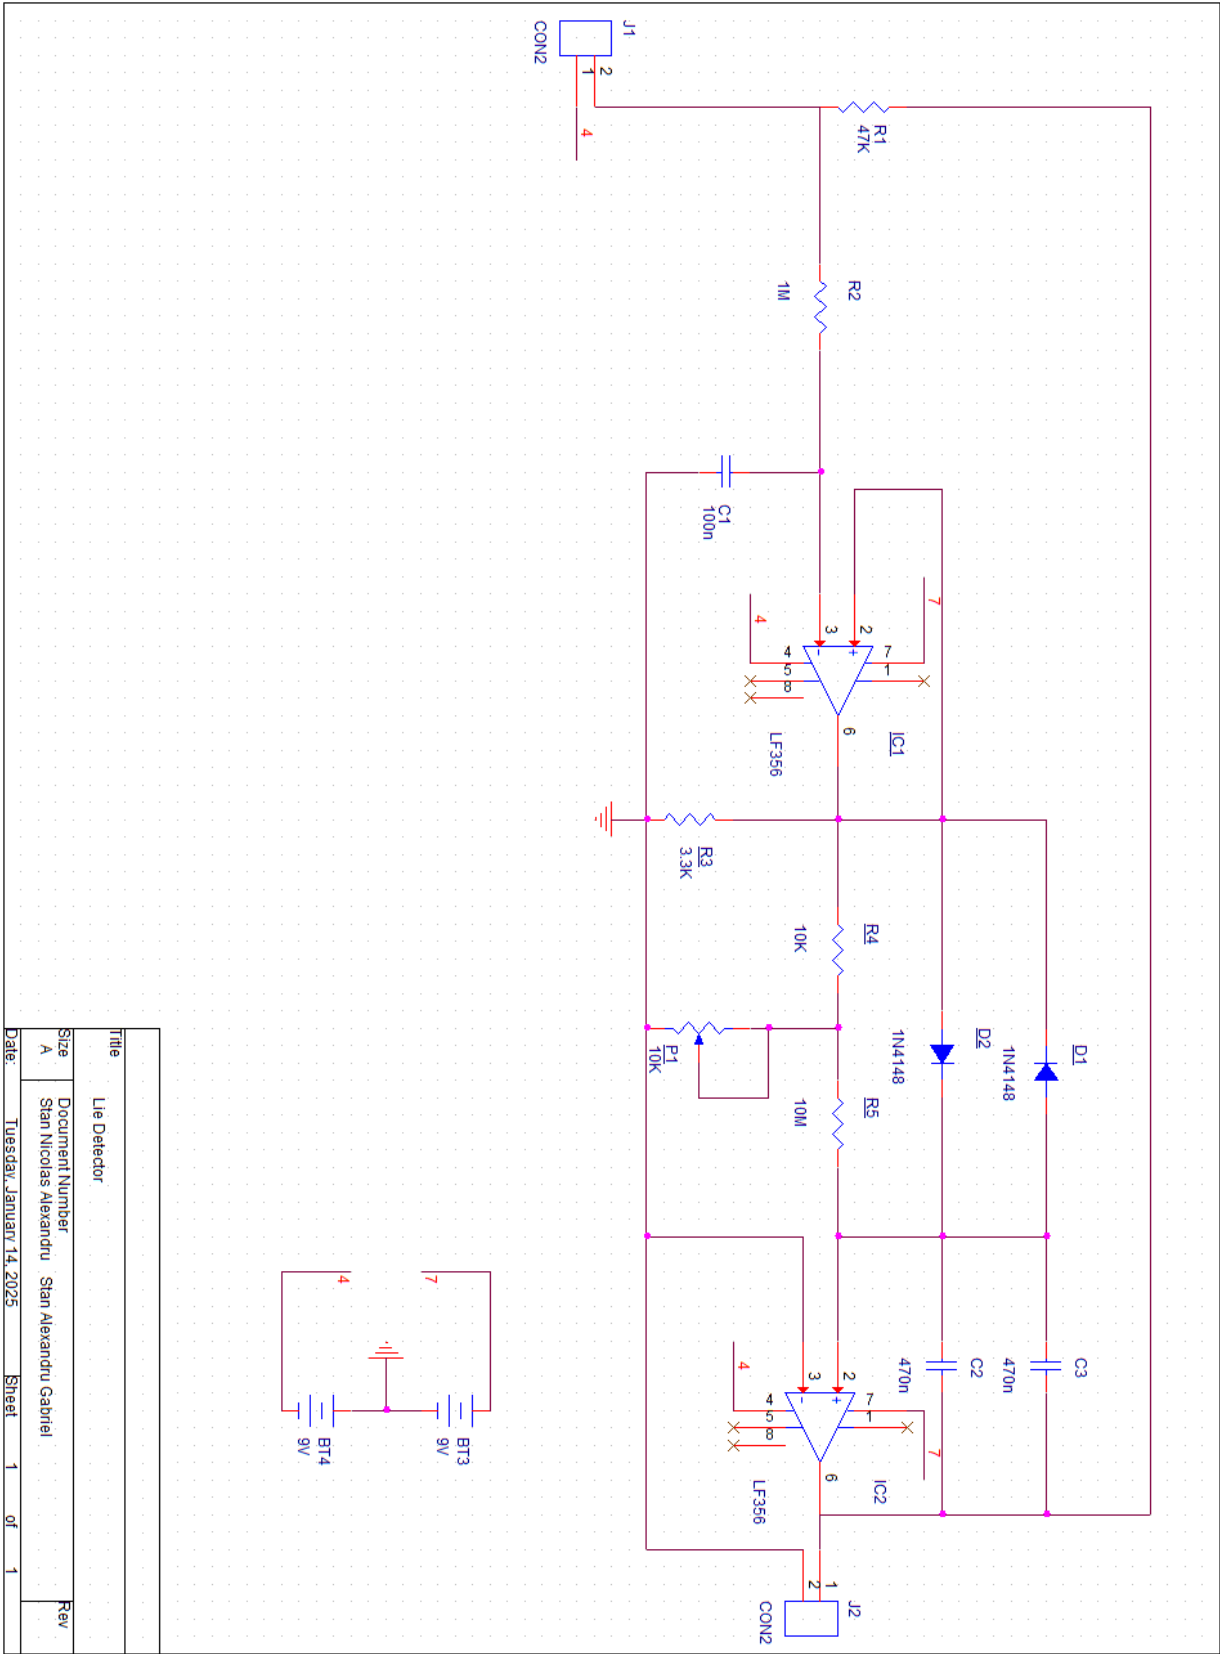 J1
CON2
2
1
4
R1
47K
R2
1M
C1
100n
7
4
3
2
+
-
7
1
4
5
8
6
IC1
LF356
R3
3.3K
R4
10K
P1
10K
R5
10M
D1
1N4148
D2
1N4148
C3
470n
C2
470n
7
4
3
2
+
-
7
1
4
5
8
6
IC2
LF356
J2
CON2
1
2
7
4
BT3
9V
BT4
9V
Title
Lie Detector
Size
A
Document Number
Stan Nicolas Alexandru Stan Alexandru Gabriel
Rev
Date: Tuesday, January 14, 2025 Sheet 1 of 1